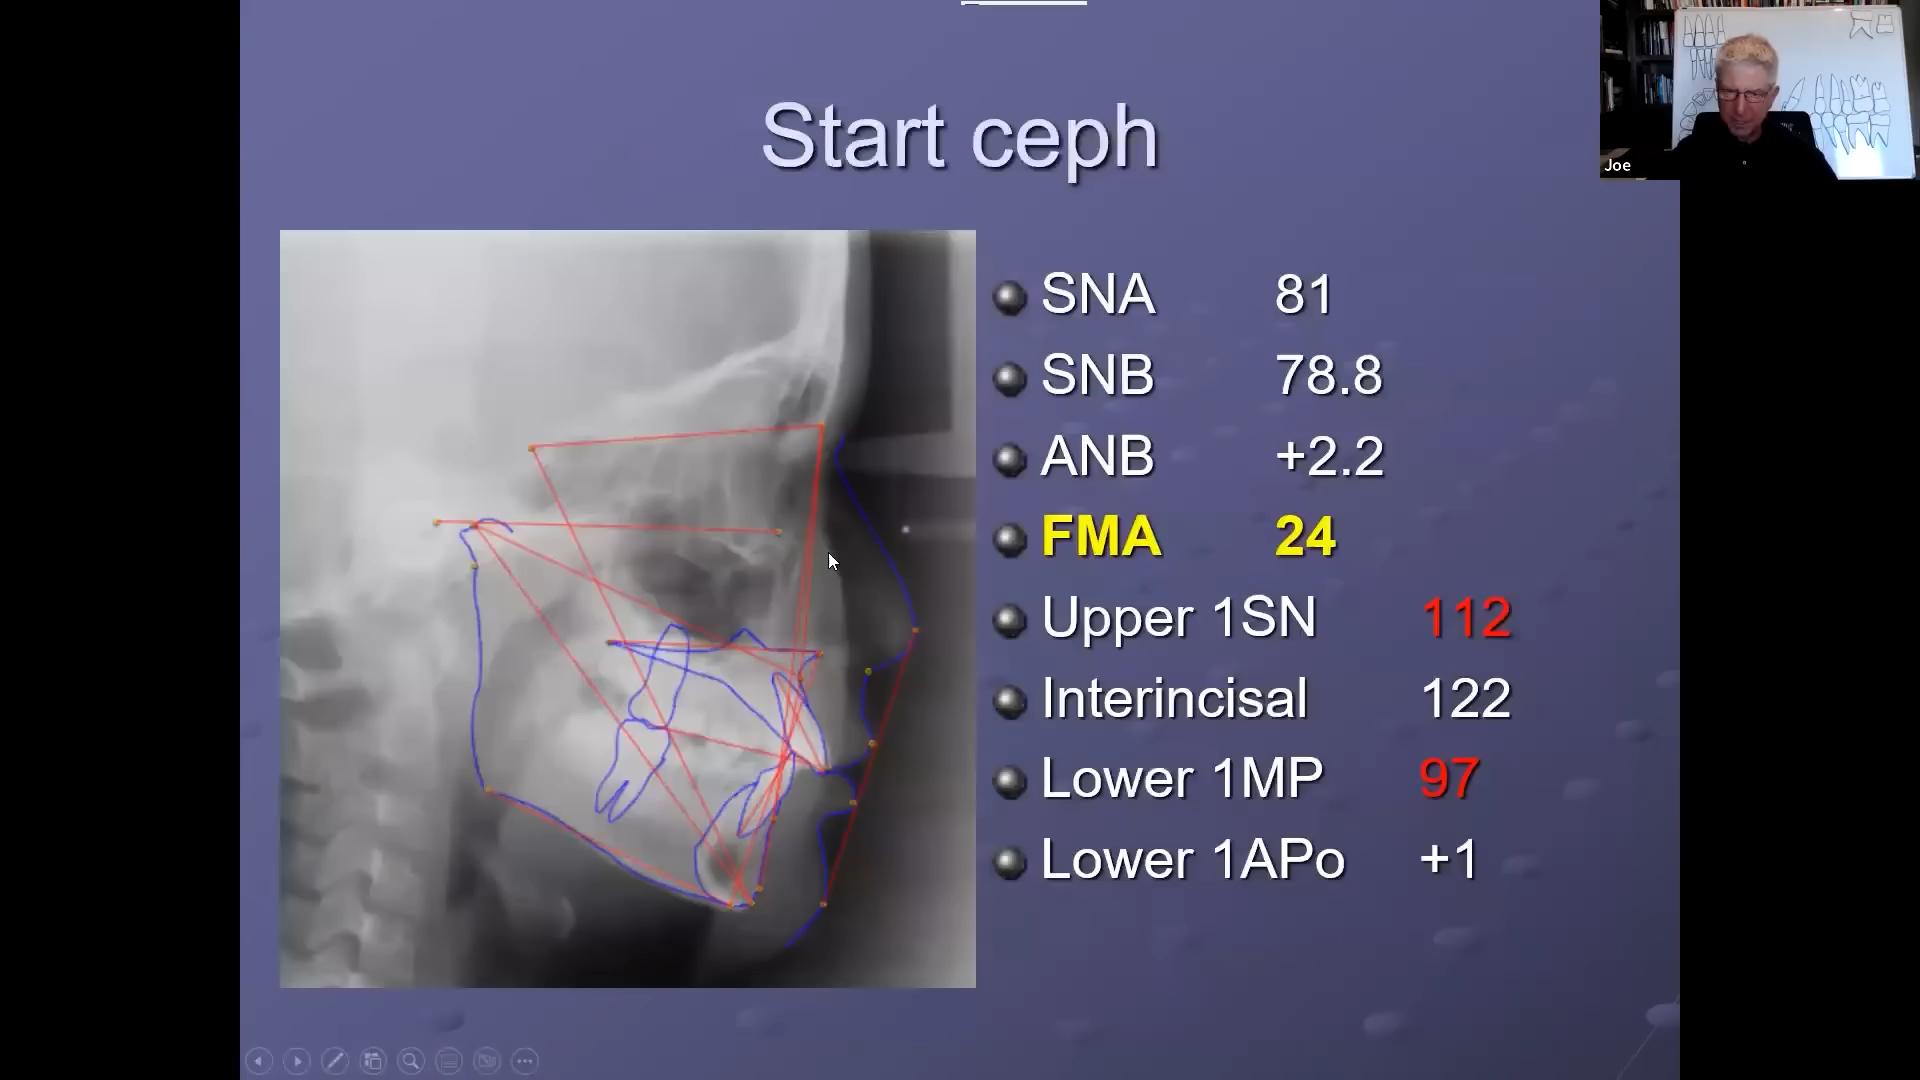 Start ceph
Joe
SNA 81
SNB 78.8
ANB +2.2
FMA 24
Upper 1SN 112
Interincisal 122
Lower 1MP 97
Lower 1APo +1